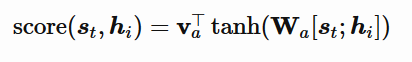 score(s_t, h_i) = v_a^⊤ tanh(W_a[s_t; h_i])